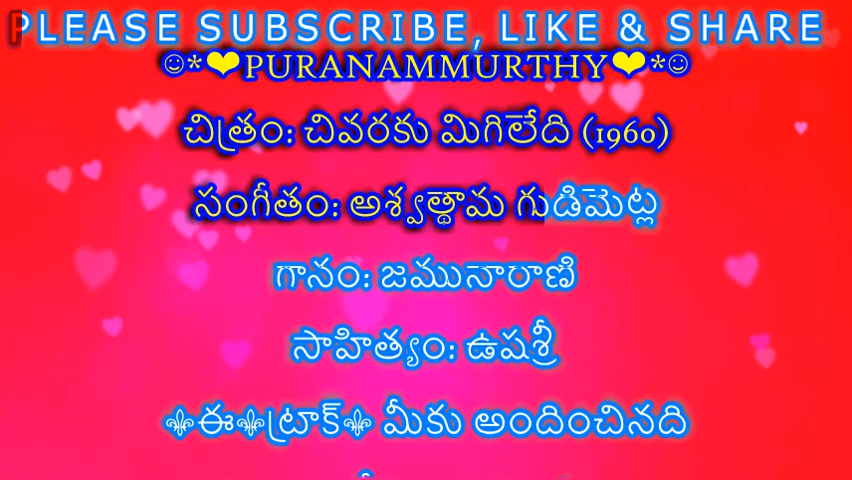 PLEASE SUBSCRIBE, LIKE & SHARE
☺*❤PURANAMMURTHY❤*☺
చిత్రం: చివరకు మిగిలేది (1960)
సంగీతం: అశ్వత్థామ గుడిమెట్ల
గానం: జమునారాణి
సాహిత్యం: ఉషశ్రీ
⚜ఈ⚜ట్రాక్⚜ మీకు అందించినది